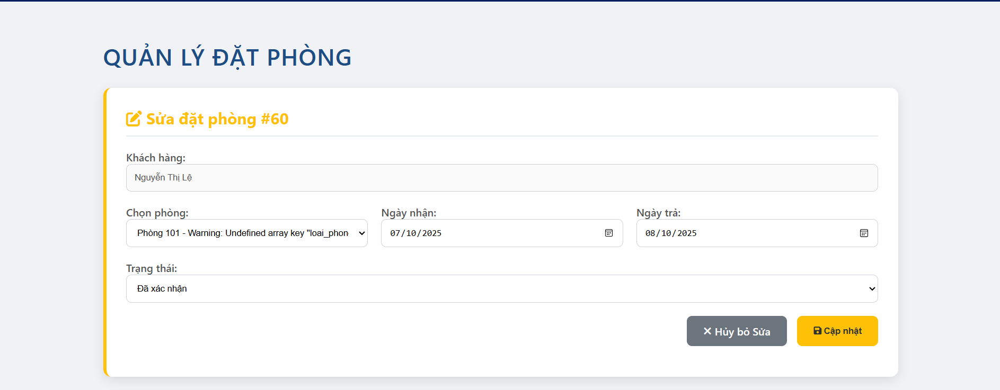 QUẢN LÝ ĐẶT PHÒNG
Sửa đặt phòng #60
Khách hàng:
Nguyễn Thị Lệ
Chọn phòng: Ngày nhận: Ngày trả:
Phòng 101 - Warning: Undefined array key "loai_phon 07/10/2025 08/10/2025
Trạng thái:
Đã xác nhận
Hủy bỏ Sửa Cập nhật